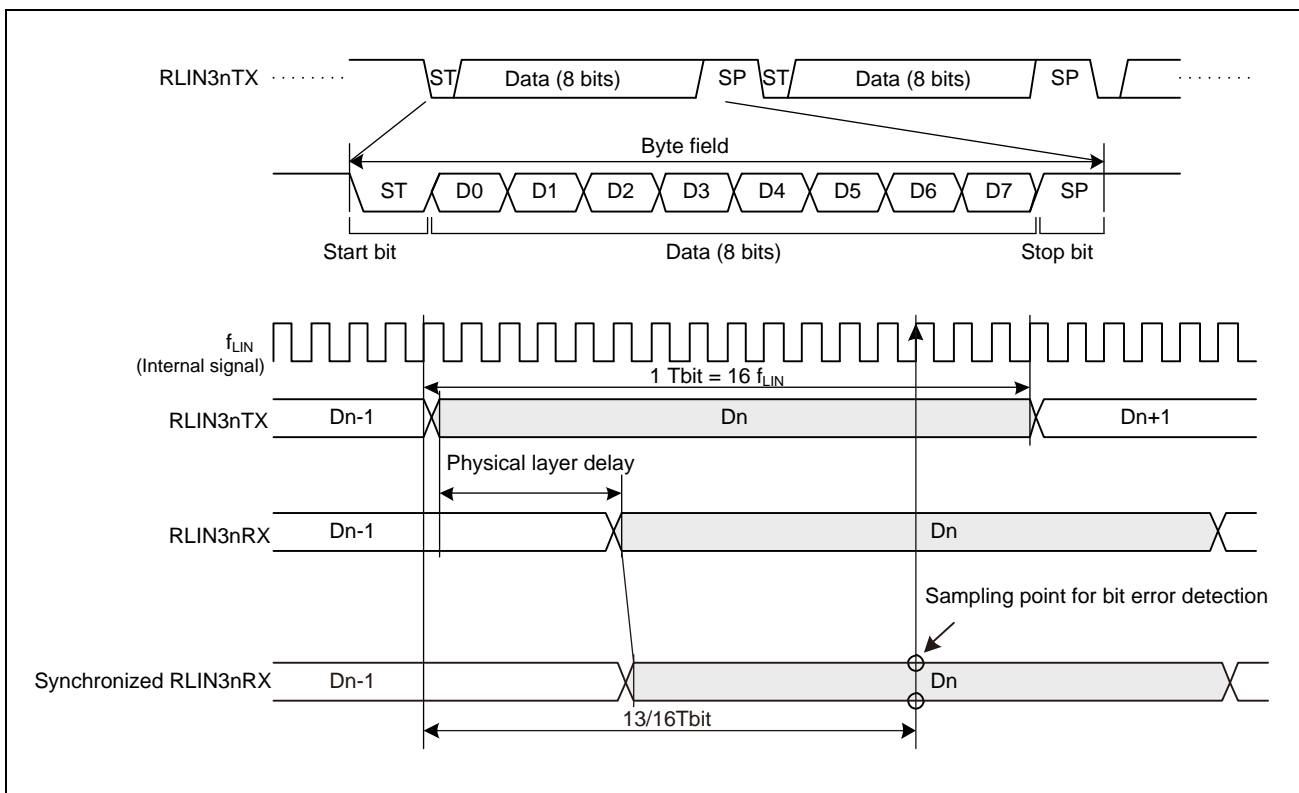 RLIN3nTX ST Data (8 bits) SP ST Data (8 bits) SP
Byte field
ST D0 D1 D2 D3 D4 D5 D6 D7 SP
Start bit Data (8 bits) Stop bit
fLIN
(Internal signal)
1 Tbit = 16 fLIN
RLIN3nTX Dn-1 Dn Dn+1
Physical layer delay
RLIN3nRX Dn-1 Dn
Sampling point for bit error detection
Synchronized RLIN3nRX Dn-1 Dn
13/16Tbit